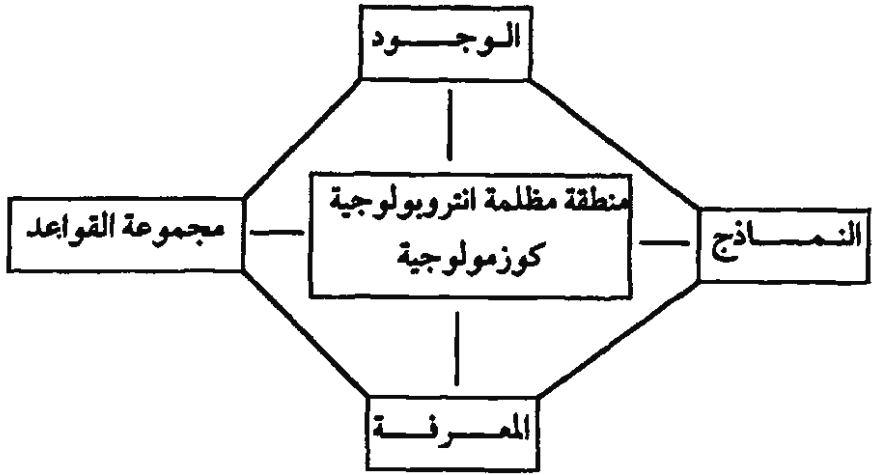 الوجود
منطقة مظلمة انتروبولوجية
كوزمولوجية
النماذج
مجموعة القواعد
المعرفة